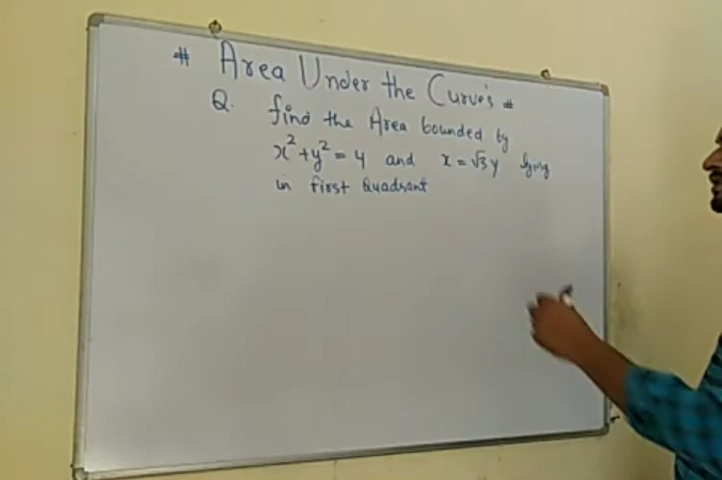 # Area Under the Curve's #
Q. find the Area bounded by
x²+y² = 4 and x = √3y lying
in first Quadrant